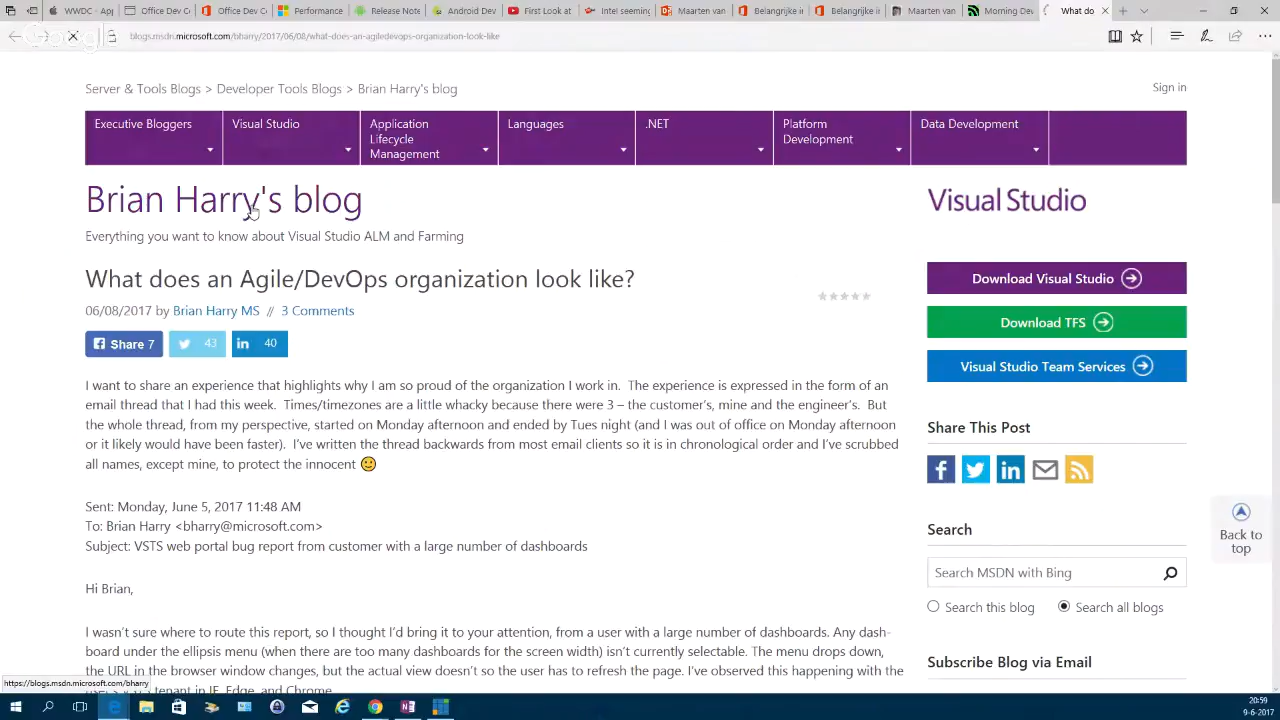 Office Dev
Office Dev C
Performance
Release Note
Android Dev
First Look at
Intel seeming
Maarten van
Belangrijke ir
Belangrijke in
Maarten van
Morning Dev
What do
blogs.msdn.microsoft.com/bharry/2017/06/08/what-does-an-agiledevops-organization-look-like
Server & Tools Blogs > Developer Tools Blogs > Brian Harry's blog
Sign in
Executive Bloggers
Visual Studio
Application
Lifecycle
Management
Languages
.NET
Platform
Development
Data Development
Brian Harry's blog
Everything you want to know about Visual Studio ALM and Farming
Visual Studio
What does an Agile/DevOps organization look like?
06/08/2017 by Brian Harry MS // 3 Comments
Share 7
43
40
Download Visual Studio
Download TFS
Visual Studio Team Services
I want to share an experience that highlights why I am so proud of the organization I work in.  The experience is expressed in the form of an
email thread that I had this week.  Times/timezones are a little whacky because there were 3 – the customer's, mine and the engineer's.  But
the whole thread, from my perspective, started on Monday afternoon and ended by Tues night (and I was out of office on Monday afternoon
or it likely would have been faster).  I've written the thread backwards from most email clients so it is in chronological order and I've scrubbed
all names, except mine, to protect the innocent
Share This Post
Sent: Monday, June 5, 2017 11:48 AM
To: Brian Harry <bharry@microsoft.com>
Subject: VSTS web portal bug report from customer with a large number of dashboards
Search
Search MSDN with Bing
Search this blog
Search all blogs
Back to
top
Hi Brian,
I wasn't sure where to route this report, so I thought I'd bring it to your attention, from a user with a large number of dashboards. Any dash-
board under the ellipsis menu (when there are too many dashboards for the screen width) isn't currently selectable. The menu drops down,
the URL in the browser window changes, but the actual view doesn't so the user has to refresh the page. I've observed this happening with the
tenant in IE, Edge, and Chrome.
Subscribe Blog via Email
https://blogs.msdn.microsoft.com/bharry
20:59
9-6-2017